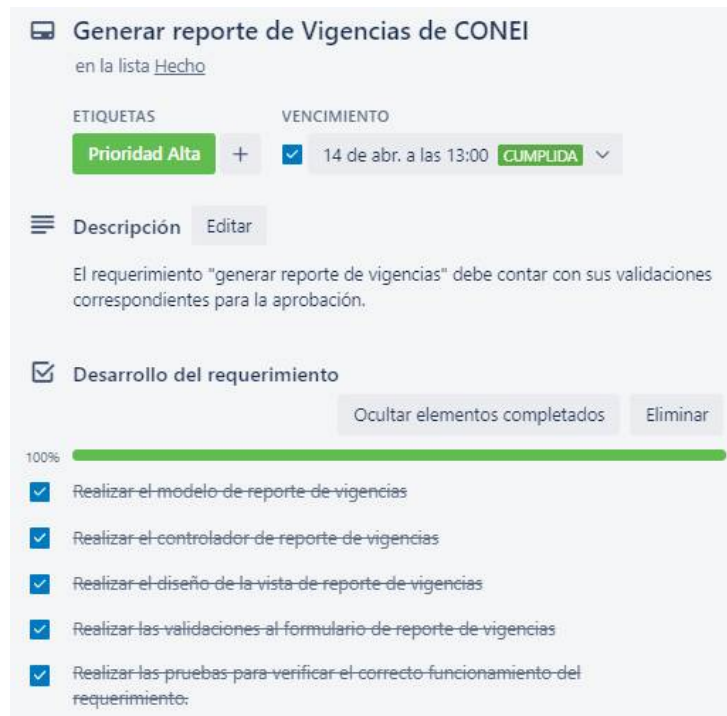 Generar reporte de Vigencias de CONEI
en la lista Hecho
ETIQUETAS
VENCIMIENTO
Prioridad Alta
+
14 de abr. a las 13:00 CUMPLIDA
Descripción
Editar
El requerimiento "generar reporte de vigencias" debe contar con sus validaciones
correspondientes para la aprobación.
Desarrollo del requerimiento
Ocultar elementos completados
Eliminar
100%
Realizar el modelo de reporte de vigencias
Realizar el controlador de reporte de vigencias
Realizar el diseño de la vista de reporte de vigencias
Realizar las validaciones al formulario de reporte de vigencias
Realizar las pruebas para verificar el correcto funcionamiento del
requerimiento.